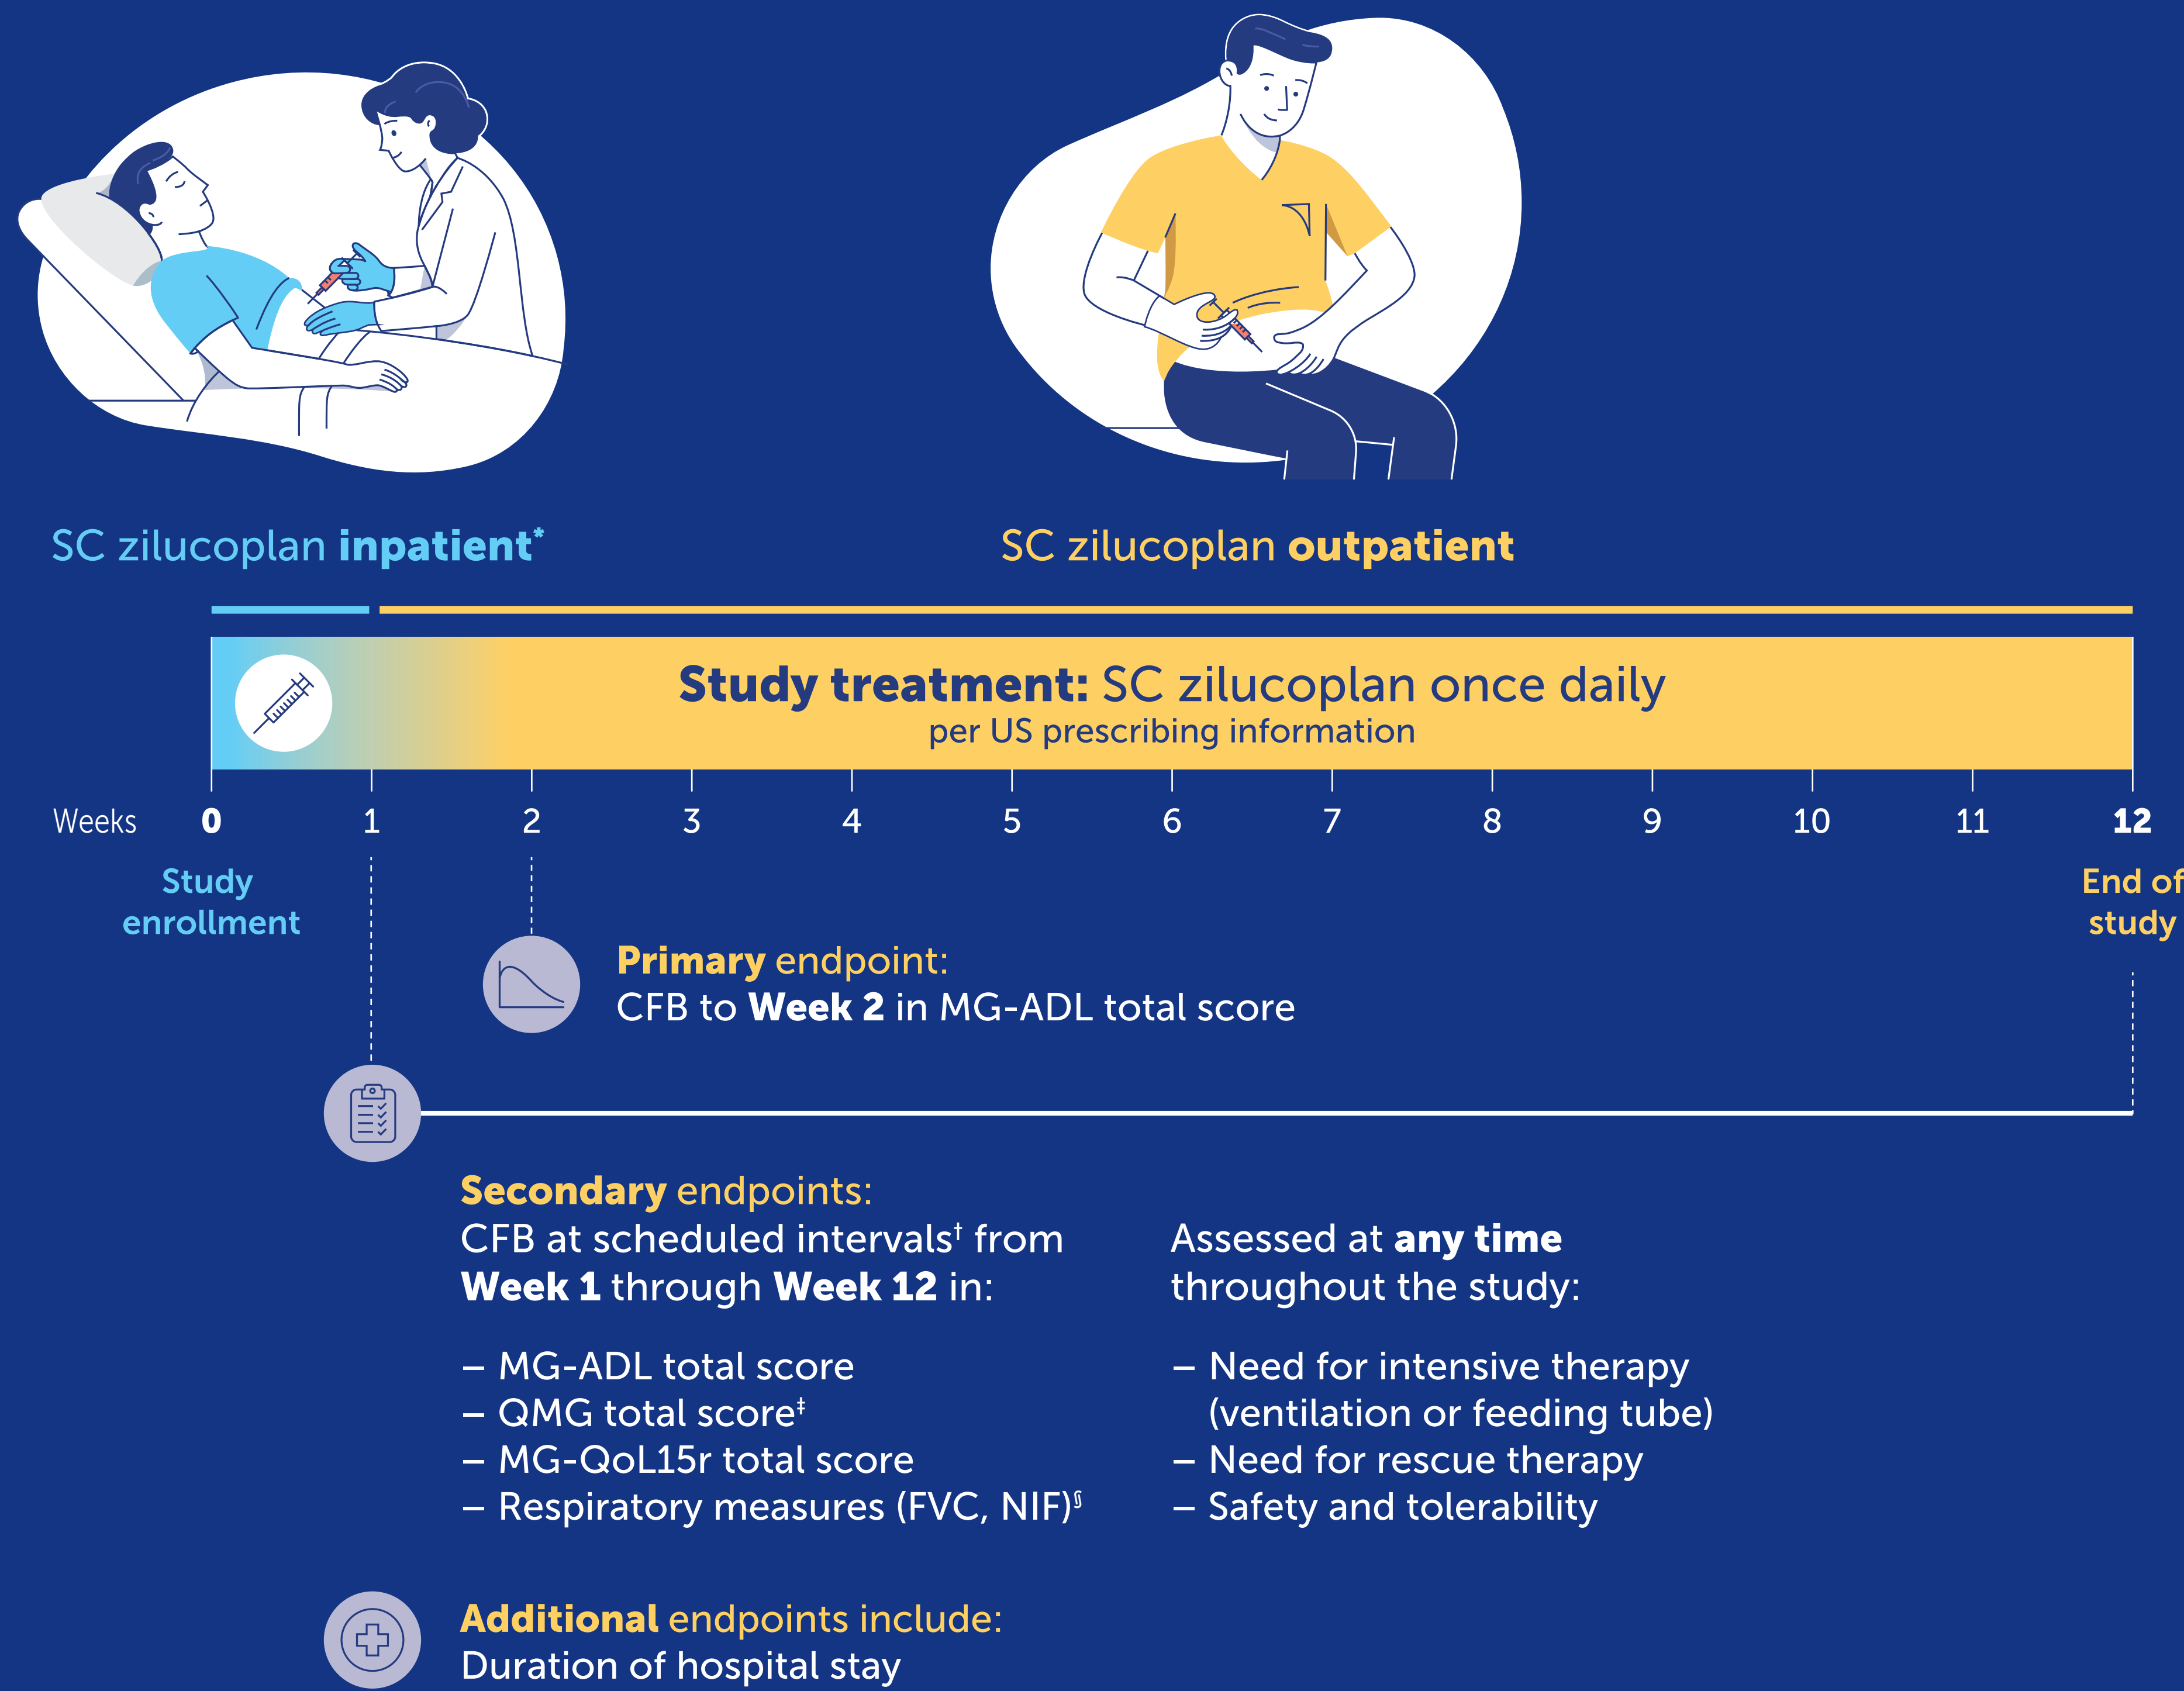 SC zilucoplan inpatient*
SC zilucoplan outpatient
Study treatment: SC zilucoplan once daily
per US prescribing information
Weeks 0 1 2 3 4 5 6 7 8 9 10 11 12
Study
enrollment
End of
study
Primary endpoint:
CFB to Week 2 in MG-ADL total score
Secondary endpoints:
CFB at scheduled intervals† from
Week 1 through Week 12 in:
– MG-ADL total score
– QMG total score‡
– MG-QoL15r total score
– Respiratory measures (FVC, NIF)§
Assessed at any time
throughout the study:
– Need for intensive therapy
(ventilation or feeding tube)
– Need for rescue therapy
– Safety and tolerability
Additional endpoints include:
Duration of hospital stay